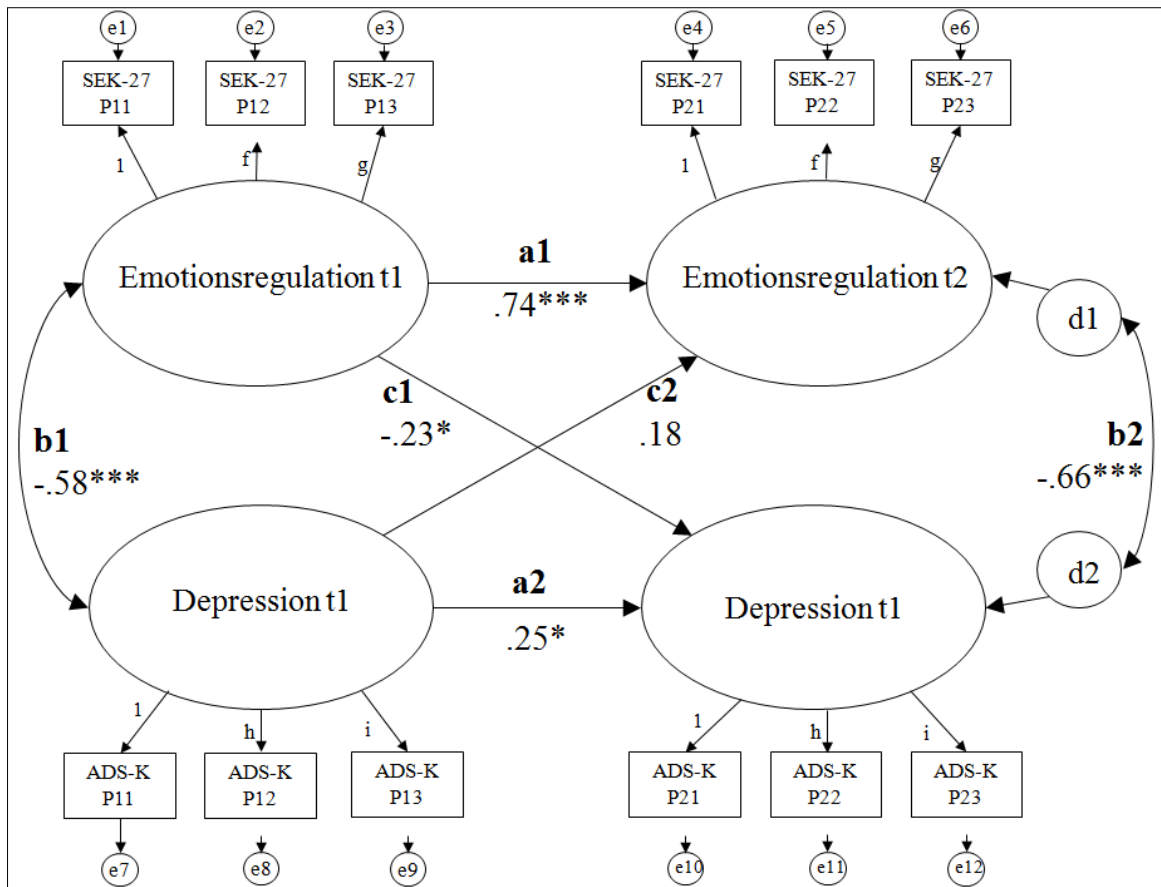 e1
e2
e3
e4
e5
e6
SEK-27
P11
SEK-27
P12
SEK-27
P13
SEK-27
P21
SEK-27
P22
SEK-27
P23
1
f
g
1
f
g
Emotionsregulation t1
a1
.74***
Emotionsregulation t2
d1
c1
-.23*
c2
.18
b1
-.58***
b2
-.66***
Depression t1
a2
.25*
Depression t1
d2
1
h
i
1
h
i
ADS-K
P11
ADS-K
P12
ADS-K
P13
ADS-K
P21
ADS-K
P22
ADS-K
P23
e7
e8
e9
e10
e11
e12